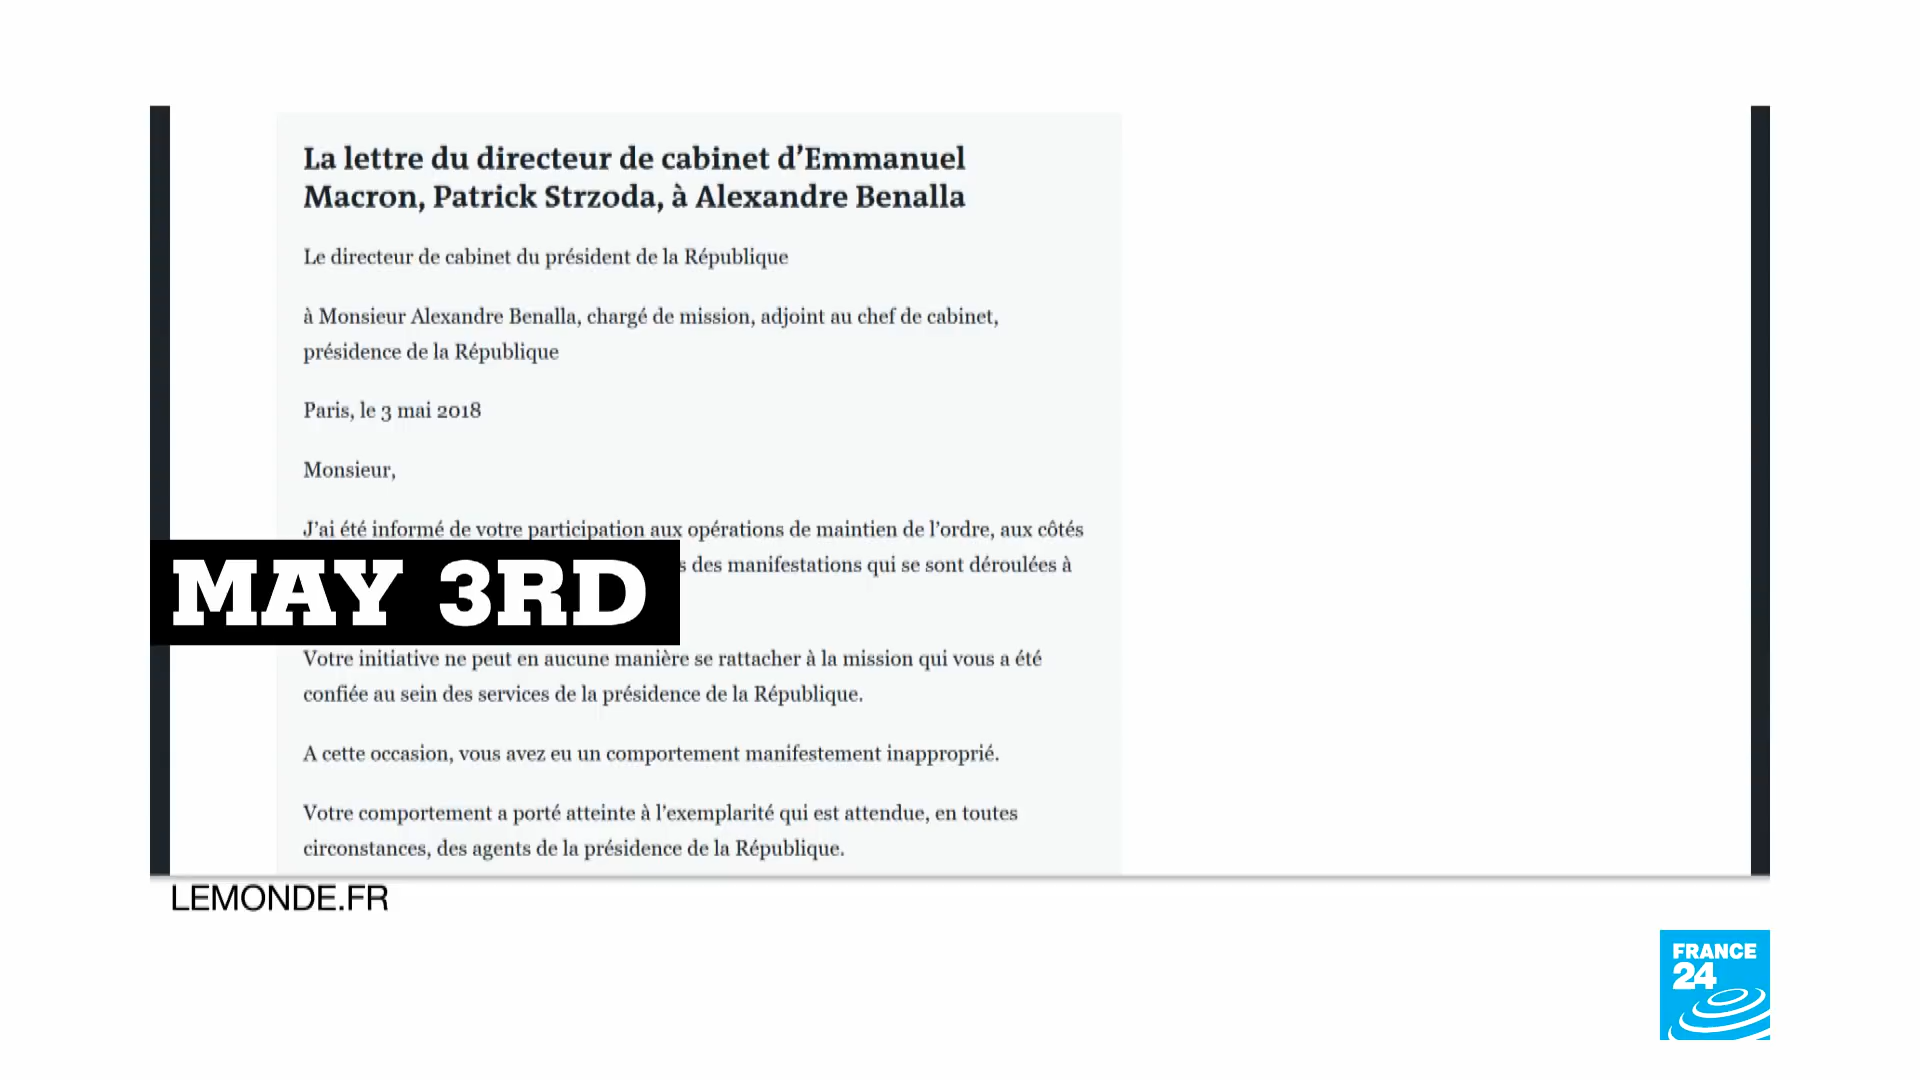 La lettre du directeur de cabinet d’Emmanuel
Macron, Patrick Strzoda, à Alexandre Benalla
Le directeur de cabinet du président de la République
à Monsieur Alexandre Benalla, chargé de mission, adjoint au chef de cabinet,
présidence de la République
Paris, le 3 mai 2018
Monsieur,
J’ai été informé de votre participation aux opérations de maintien de l’ordre, aux côtés
des manifestations qui se sont déroulées à
MAY 3RD
Votre initiative ne peut en aucune manière se rattacher à la mission qui vous a été
confiée au sein des services de la présidence de la République.
A cette occasion, vous avez eu un comportement manifestement inapproprié.
Votre comportement a porté atteinte à l’exemplarité qui est attendue, en toutes
circonstances, des agents de la présidence de la République.
LEMONDE.FR
FRANCE
24